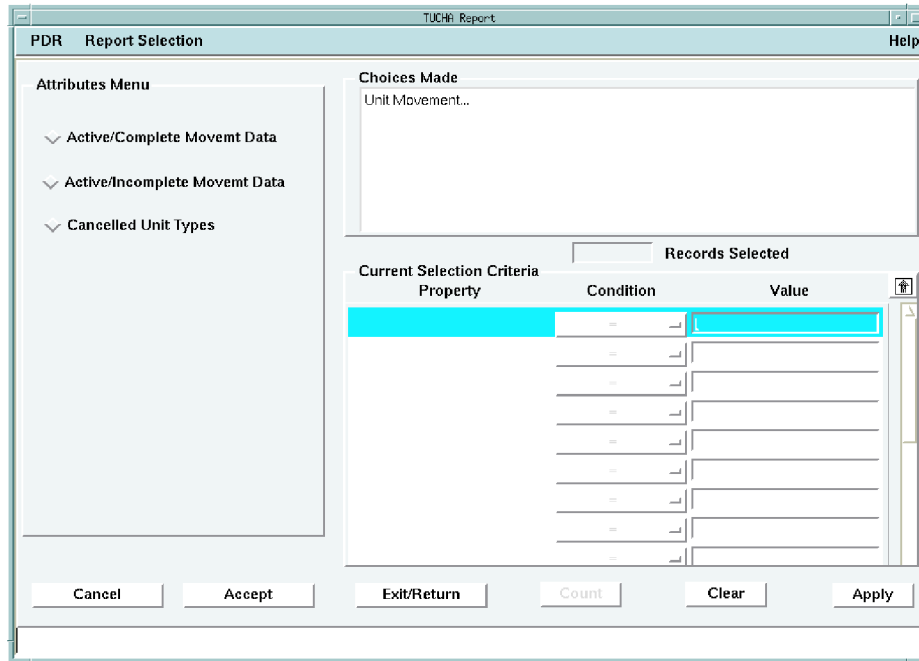 TUCHA Report
PDR Report Selection Help
Attributes Menu
Active/Complete Movemt Data
Active/Incomplete Movemt Data
Cancelled Unit Types
Choices Made
Unit Movement...
Records Selected
Current Selection Criteria
Property Condition Value
=
=
=
=
=
=
=
=
=
Cancel Accept Exit/Return Count Clear Apply